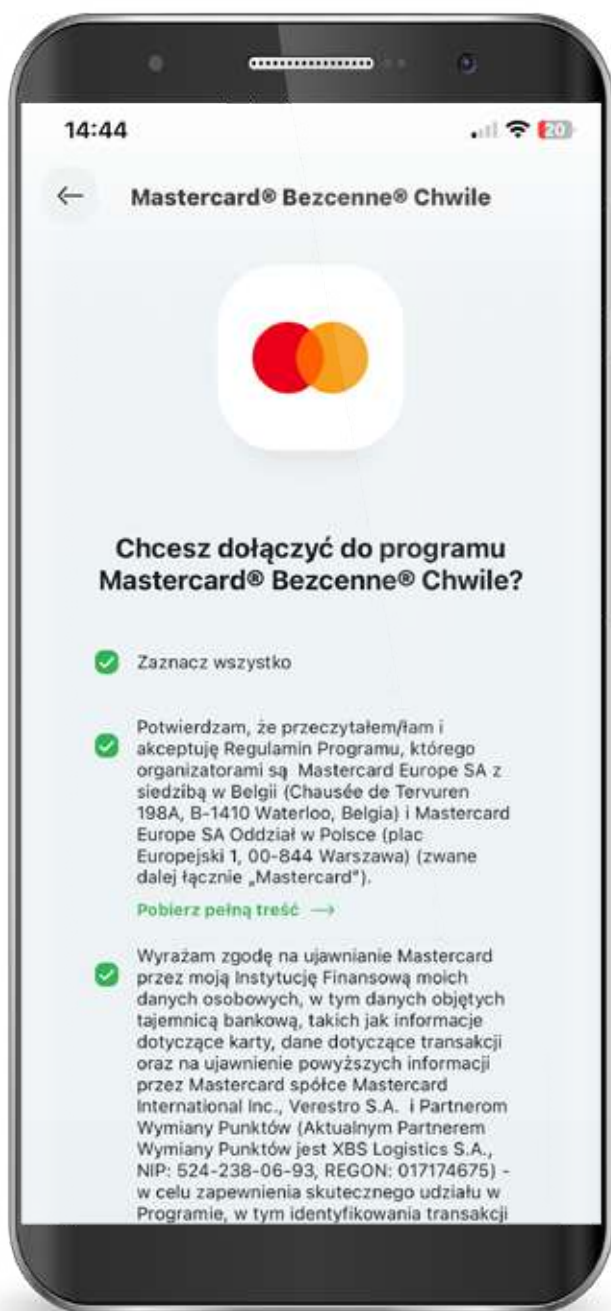 14:44
20
Mastercard® Bezcenne® Chwile
Chcesz dołączyć do programu
Mastercard® Bezcenne® Chwile?
Zaznacz wszystko
Potwierdzam, że przeczytałem/łam i
akceptuję Regulamin Programu, którego
organizatorami są Mastercard Europe SA z
siedzibą w Belgii (Chausée de Tervuren
198A, B-1410 Waterloo, Belgia) i Mastercard
Europe SA Oddział w Polsce (plac
Europejski 1, 00-844 Warszawa) (zwane
dalej łącznie „Mastercard").
Pobierz pełną treść →
Wyrażam zgodę na ujawnianie Mastercard
przez moją Instytucję Finansową moich
danych osobowych, w tym danych objętych
tajemnicą bankową, takich jak informacje
dotyczące karty, dane dotyczące transakcji
oraz na ujawnienie powyższych informacji
przez Mastercard spółce Mastercard
International Inc., Verestro S.A. i Partnerom
Wymiany Punktów (Aktualnym Partnerem
Wymiany Punktów jest XBS Logistics S.A.,
NIP: 524-238-06-93, REGON: 017174675) -
w celu zapewnienia skutecznego udziału w
Programie, w tym identyfikowania transakcji